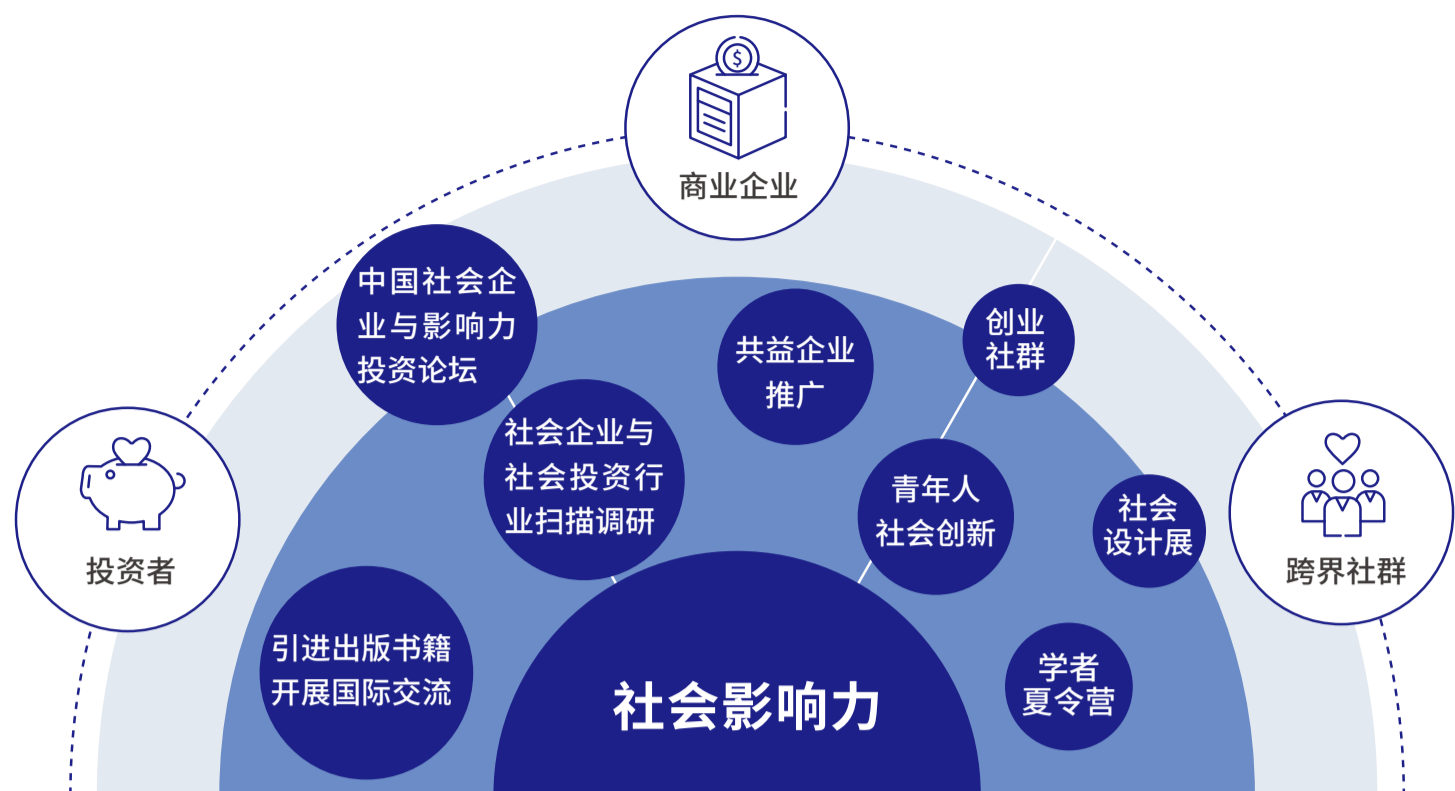 商业企业
中国社会企
业与影响力
投资论坛
共益企业
推广
创业
社群
社会企业与
社会投资行
业扫描调研
青年人
社会创新
社会
设计展
投资者
跨界社群
引进出版书籍
开展国际交流
学者
夏令营
社会影响力
$